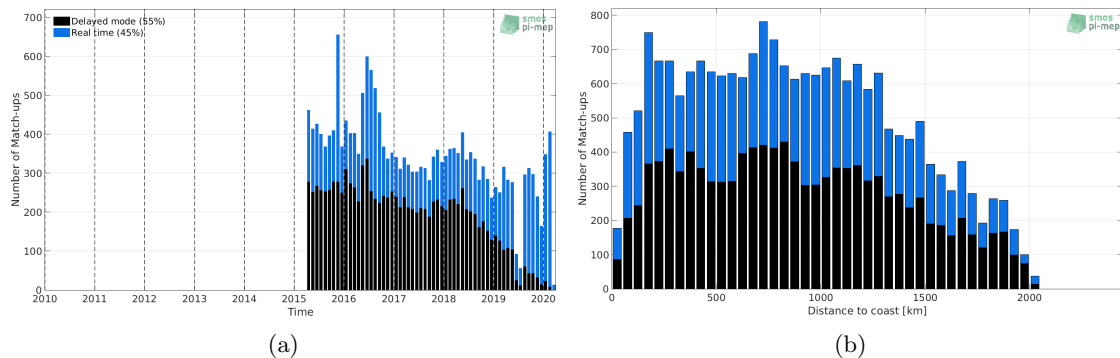 Delayed mode (55%)
Real time (45%)
smos
pi-mep
Number of Match-ups
700
600
500
400
300
200
100
0
2010 2011 2012 2013 2014 2015 2016 2017 2018 2019 2020
Time
(a)
smos
pi-mep
Number of Match-ups
800
700
600
500
400
300
200
100
0
0 500 1000 1500 2000
Distance to coast [km]
(b)